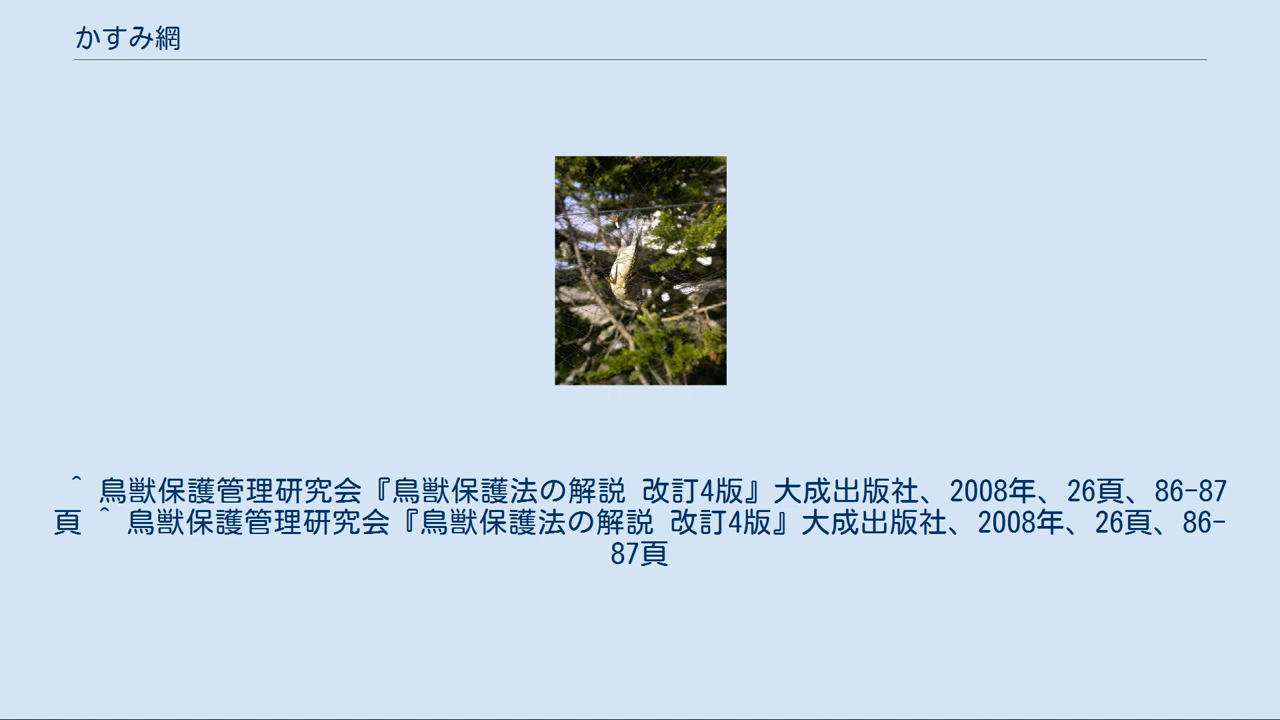 かすみ網
^ 鳥獣保護管理研究会『鳥獣保護法の解説 改訂4版』大成出版社、2008年、26頁、86-87
頁 ^ 鳥獣保護管理研究会『鳥獣保護法の解説 改訂4版』大成出版社、2008年、26頁、86-
87頁